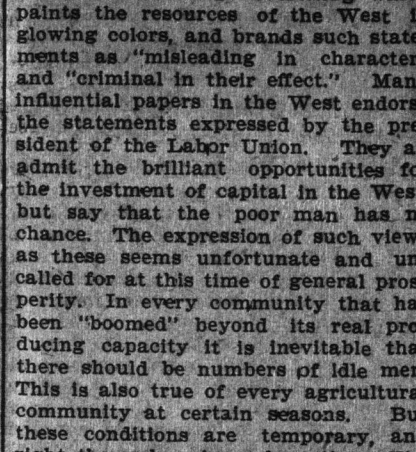 paints the resources of the West
glowing colors, and brands such state
ments as "misleading in character
and "criminal in their effect." Man
influential papers in the West endors
the statements expressed by the pre
sident of the Labor Union. They a
admit the brilliant opportunities fo
the investment of capital in the Wes
but say that the poor man has n
chance. The expression of such view
as these seems unfortunate and un
called for at this time of general pros
perity. In every community that ha
been "boomed" beyond its real pro
ducing capacity it is inevitable tha
there should be numbers of idle men
This is also true of every agricultura
community at certain seasons. Bu
these conditions are temporary, an